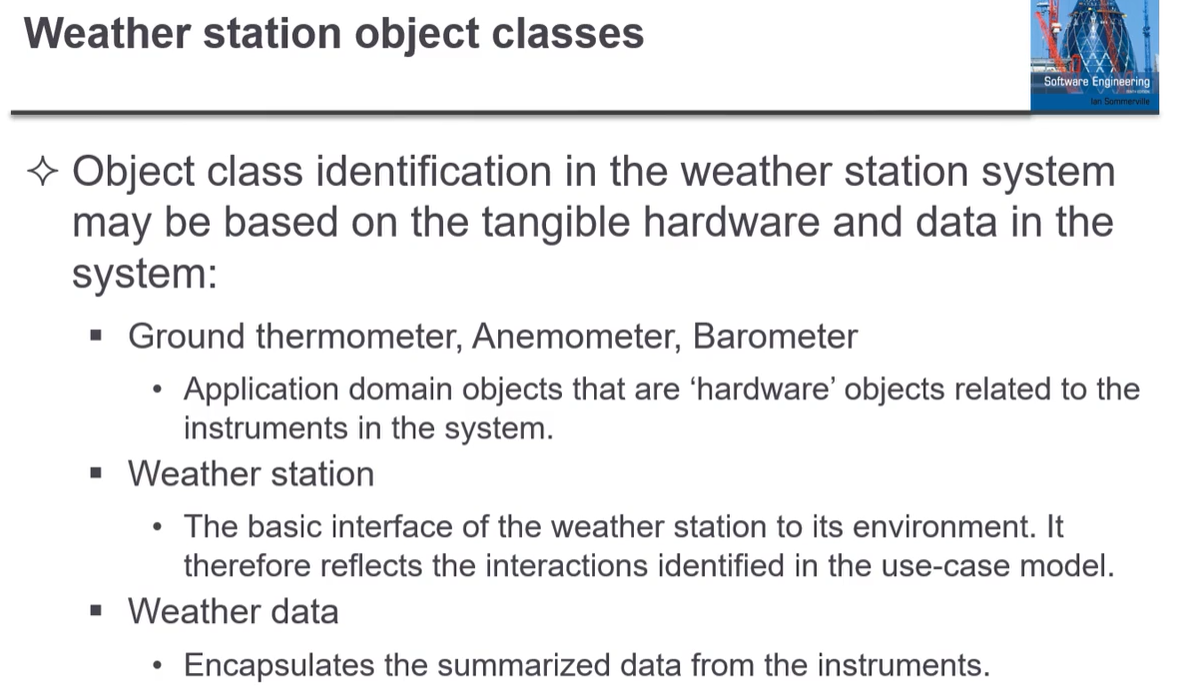 Weather station object classes
Software Engineering
Ian Sommerville
✧ Object class identification in the weather station system
may be based on the tangible hardware and data in the
system:
▪ Ground thermometer, Anemometer, Barometer
• Application domain objects that are ‘hardware’ objects related to the
instruments in the system.
▪ Weather station
• The basic interface of the weather station to its environment. It
therefore reflects the interactions identified in the use-case model.
▪ Weather data
• Encapsulates the summarized data from the instruments.